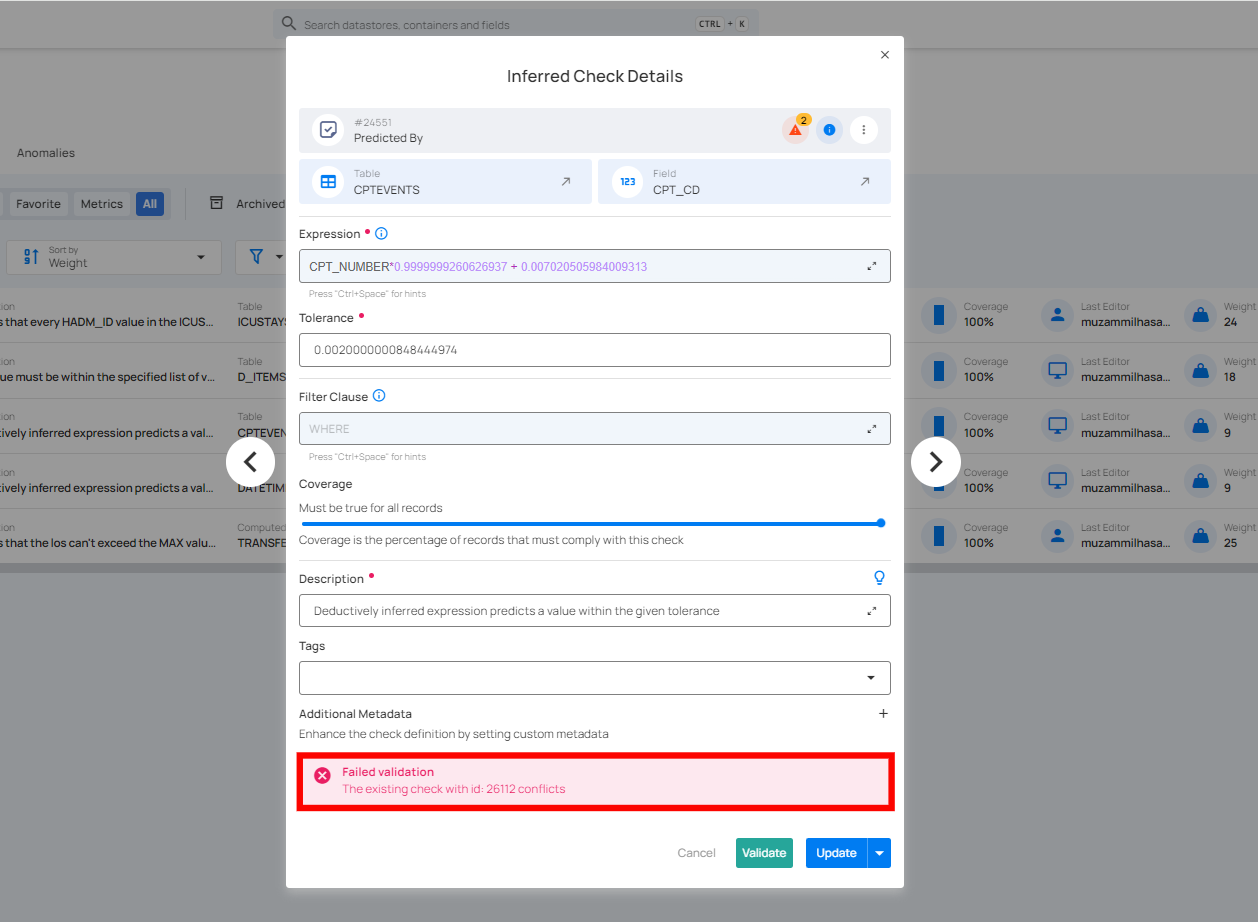 Search datastores, containers and fields CTRL + K
Inferred Check Details
#24551
Predicted By
2
Table
CPTEVENTS
123
Field
CPT_CD
Anomalies
Favorite Metrics All Archived
Sort by
Weight
Expression •
CPT_NUMBER*0.9999999260626937 + 0.007020505984009313
Press "Ctrl+Space" for hints
Tolerance •
0.0020000000848444974
Filter Clause
WHERE
Press "Ctrl+Space" for hints
Coverage
Must be true for all records
Coverage is the percentage of records that must comply with this check
Description •
Deductively inferred expression predicts a value within the given tolerance
Tags
Additional Metadata +
Enhance the check definition by setting custom metadata
Failed validation
The existing check with id: 26112 conflicts
Cancel Validate Update
tion Table Coverage Last Editor Weight
s that every HADM_ID value in the ICUS... ICUSTAYS 100% muzammilhasa... 24
tion Table Coverage Last Editor Weight
ue must be within the specified list of v... D_ITEMS 100% muzammilhasa... 18
tion Table Coverage Last Editor Weight
tively inferred expression predicts a val... CPTEVEN 100% muzammilhasa... 9
tion Coverage Last Editor Weight
tively inferred expression predicts a val... DATETIM 100% muzammilhasa... 9
tion Computed Coverage Last Editor Weight
s that the los can't exceed the MAX valu... TRANSFE 100% muzammilhasa... 25